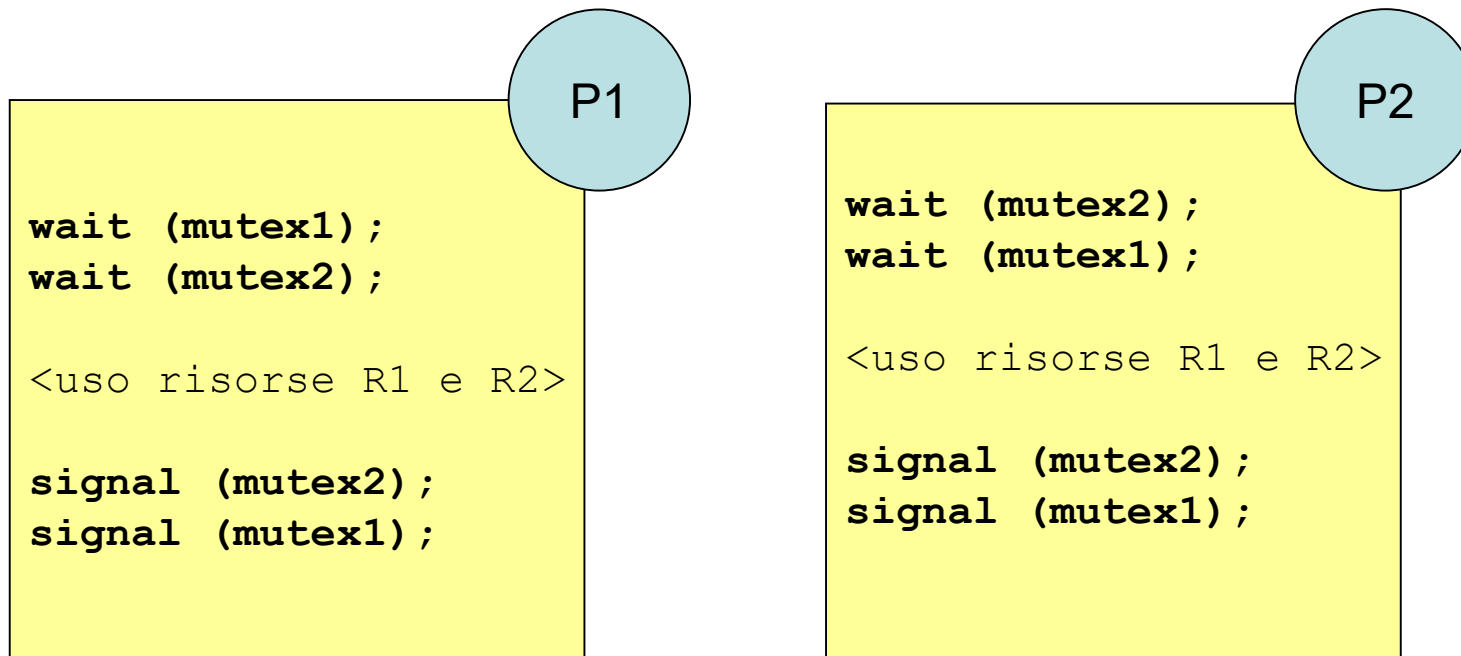 P1
wait (mutex1);
wait (mutex2);
<uso risorse R1 e R2>
signal (mutex2);
signal (mutex1);
P2
wait (mutex2);
wait (mutex1);
<uso risorse R1 e R2>
signal (mutex2);
signal (mutex1);